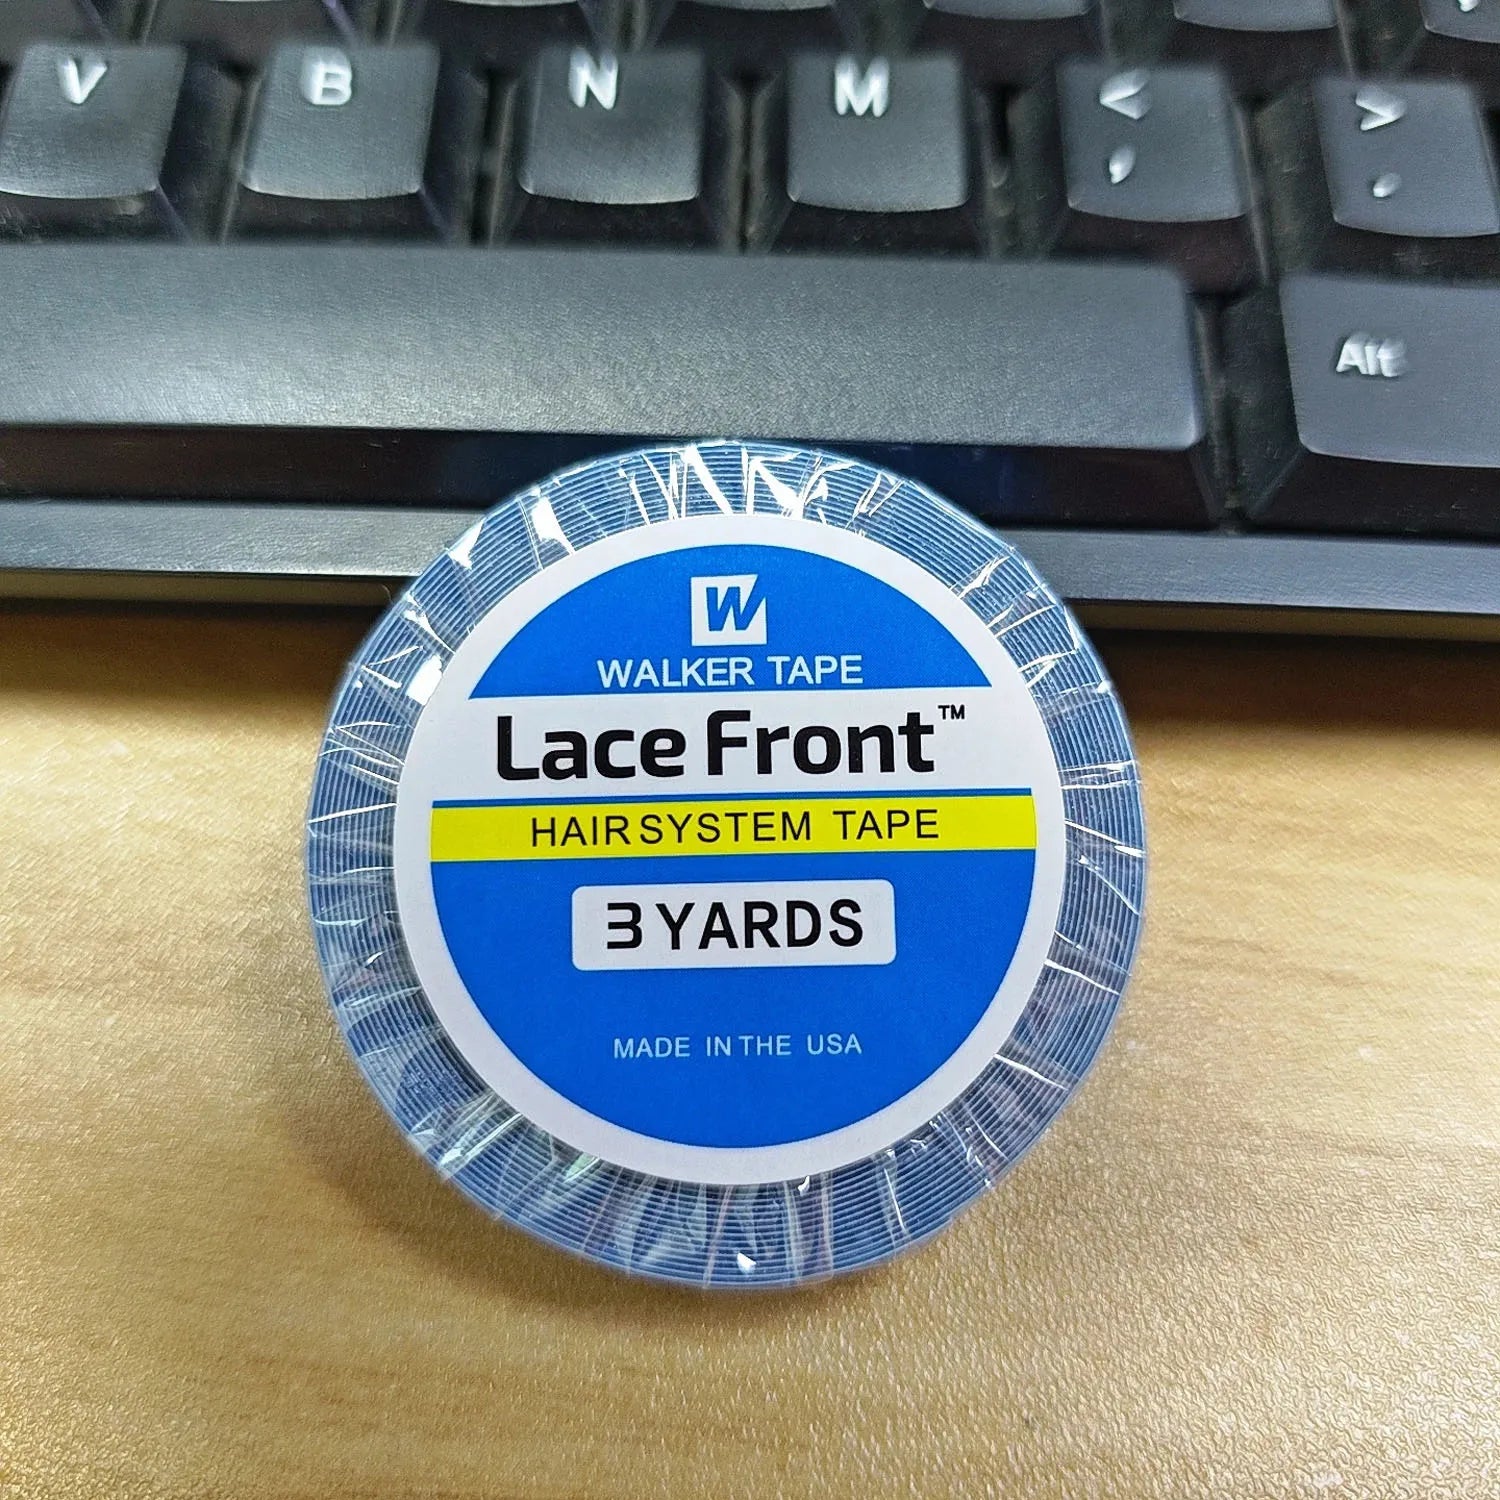 V B N M < >
, .
Alt
W
WALKER TAPE
Lace Front™
HAIRSYSTEM TAPE
3 YARDS
MADE IN THE USA